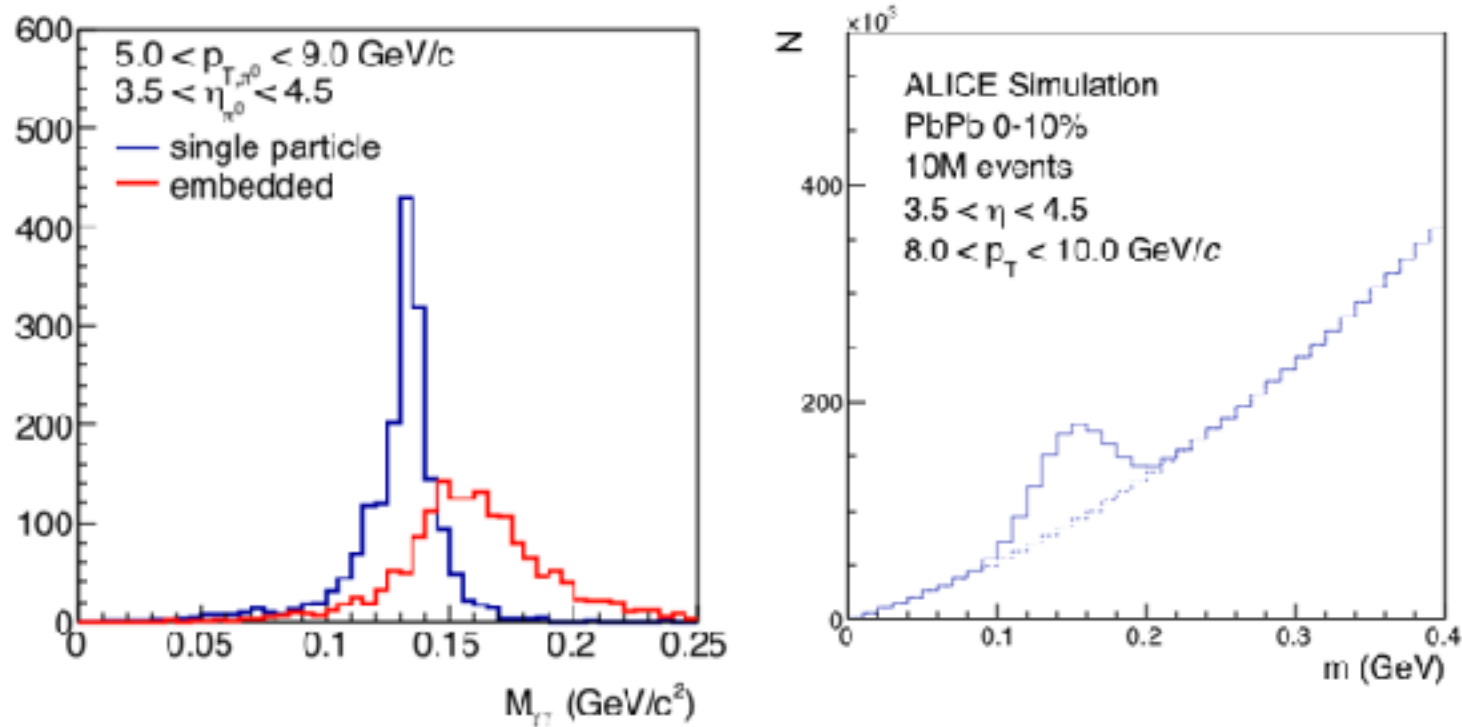 600
500
400
300
200
100
0
5.0 < p_T,π⁰ < 9.0 GeV/c
3.5 < η_π⁰ < 4.5
single particle
embedded
0 0.05 0.1 0.15 0.2 0.25
M_γγ (GeV/c²)
×10³
N
400
200
0
ALICE Simulation
PbPb 0-10%
10M events
3.5 < η < 4.5
8.0 < p_T < 10.0 GeV/c
0 0.1 0.2 0.3 0.4
m (GeV)